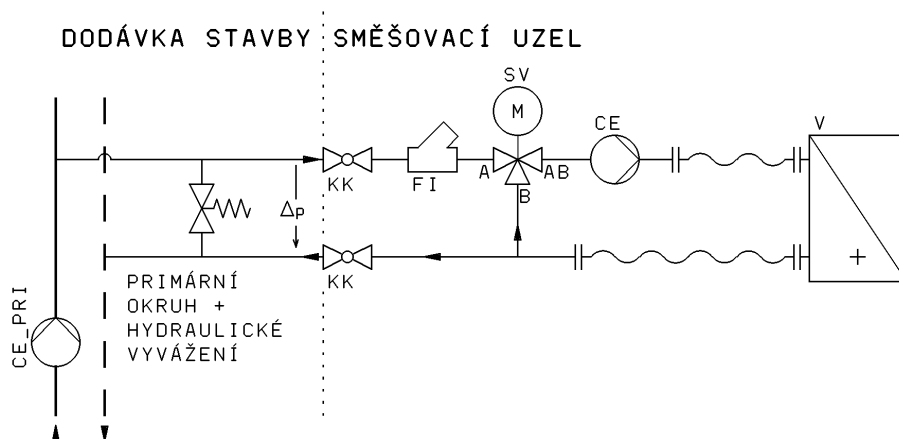 DODÁVKA STAVBY SMĚŠOVACÍ UZEL
SV
M
CE
V
A
AB
B
KK
FI
Δp
KK
+
PRIMÁRNÍ
OKRUH +
HYDRAULICKÉ
VYVÁŽENÍ
CE_PRI